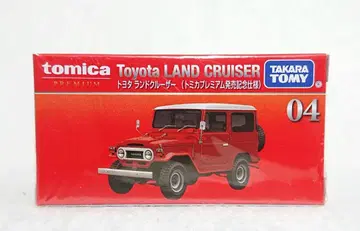 tomica
PREMIUM
Toyota LAND CRUISER
トヨタ ランドクルーザー (トミカプレミアム発売記念仕様)
TAKARA TOMY
04